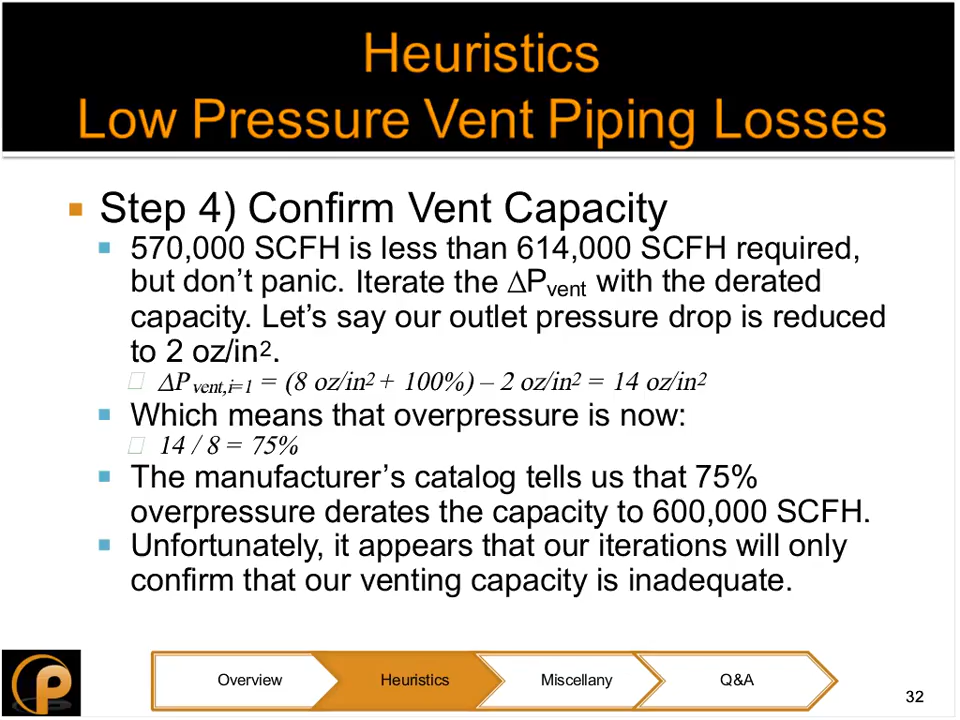 Heuristics
Low Pressure Vent Piping Losses
Step 4) Confirm Vent Capacity
570,000 SCFH is less than 614,000 SCFH required,
but don’t panic. Iterate the ∆Pvent with the derated
capacity. Let’s say our outlet pressure drop is reduced
to 2 oz/in2.
∆Pvent,i=1 = (8 oz/in2 + 100%) – 2 oz/in2 = 14 oz/in2
Which means that overpressure is now:
14 / 8 = 75%
The manufacturer’s catalog tells us that 75%
overpressure derates the capacity to 600,000 SCFH.
Unfortunately, it appears that our iterations will only
confirm that our venting capacity is inadequate.
P
Overview Heuristics Miscellany Q&A
32